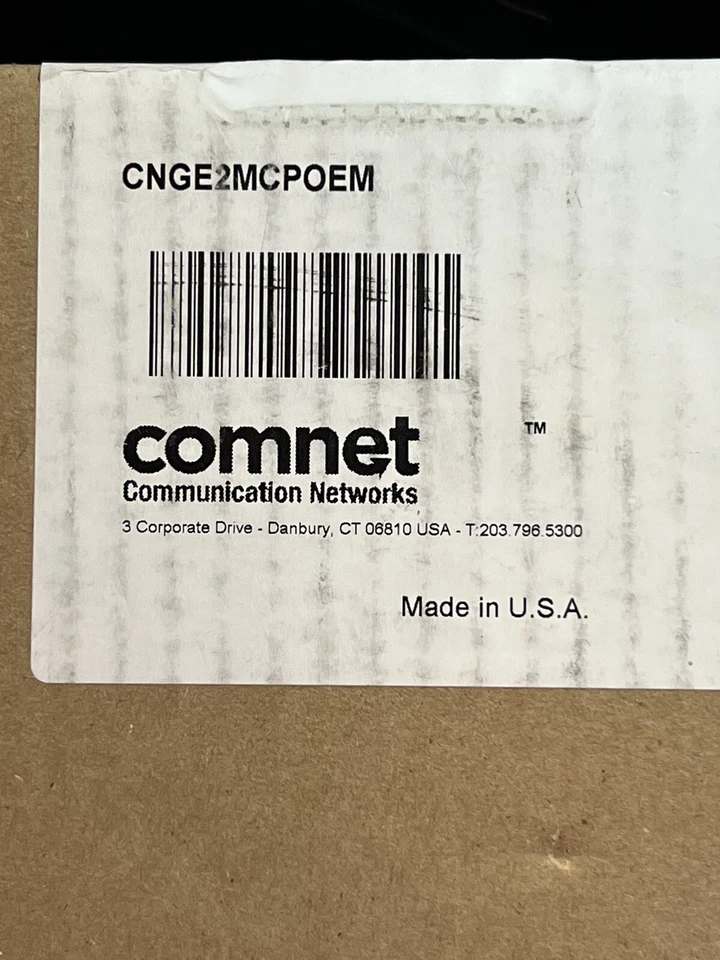 CNGE2MCPOEM
comnet ™
Communication Networks
3 Corporate Drive - Danbury, CT 06810 USA - T:203.796.5300
Made in U.S.A.